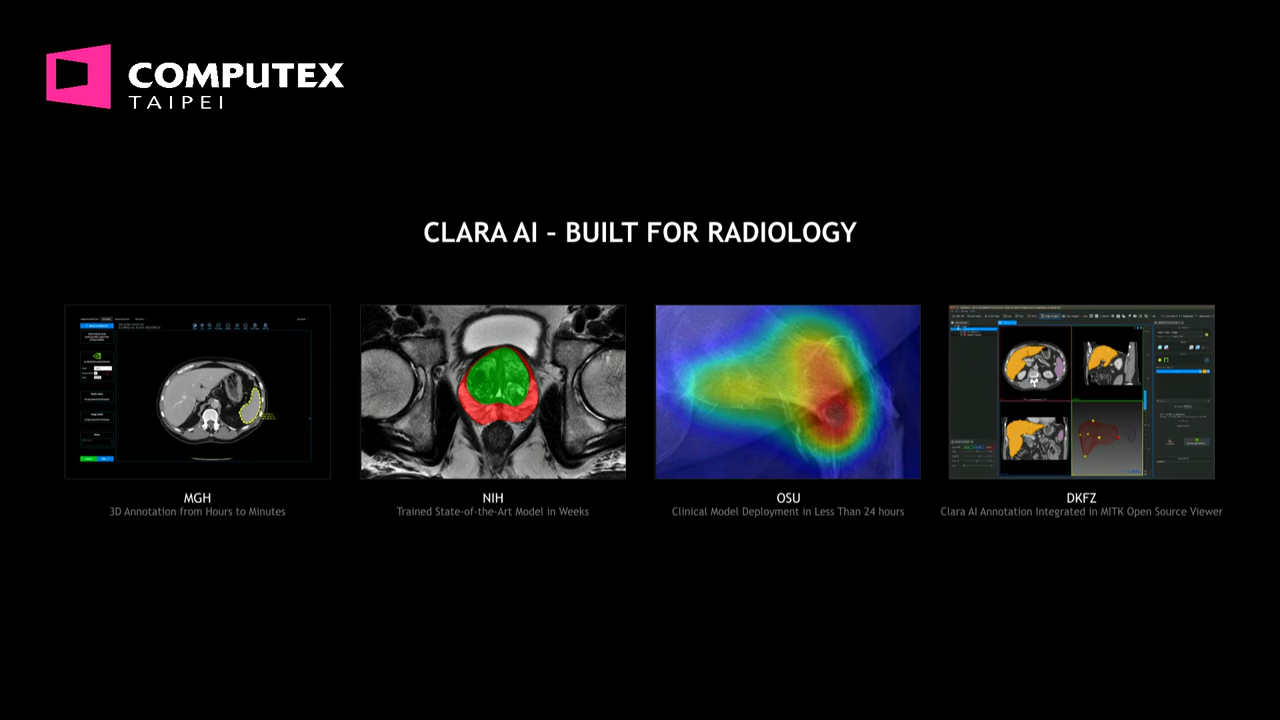 COMPUTEX
TAIPEI
CLARA AI – BUILT FOR RADIOLOGY
MGH
3D Annotation from Hours to Minutes
NIH
Trained State-of-the-Art Model in Weeks
OSU
Clinical Model Deployment in Less Than 24 hours
DKFZ
Clara AI Annotation Integrated in MITK Open Source Viewer